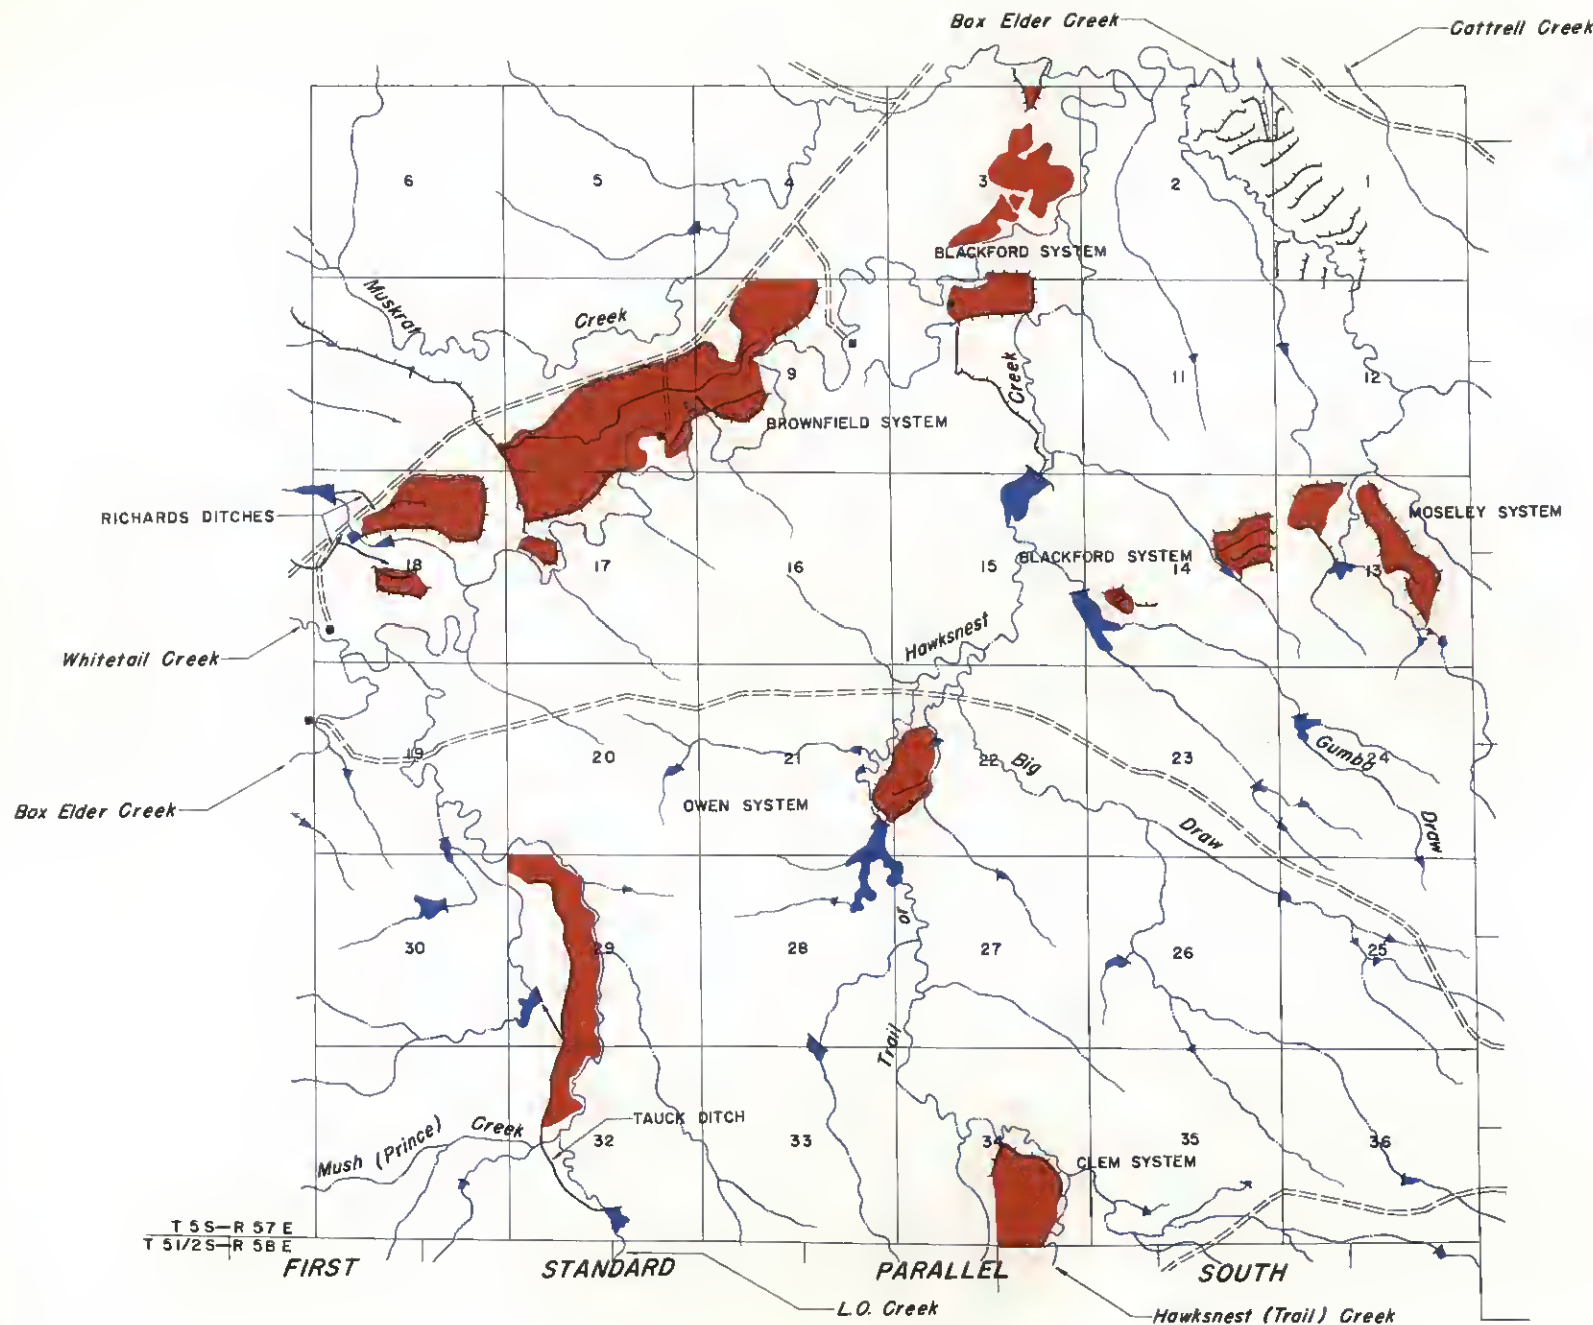 Box Elder Creek
Cottrell Creek
6
5
4
3
2
1
BLACKFORD SYSTEM
Muskrat Creek
7
9
Creek
11
12
BROWNFIELD SYSTEM
RICHARDS DITCHES
MOSELEY SYSTEM
18
17
16
15
BLACKFORD SYSTEM
14
13
Whitetail Creek
Hawksnest
19
20
21
22
Big
23
Gumbo
24
Box Elder Creek
OWEN SYSTEM
Draw
Draw
or
30
29
28
27
26
25
Trail
Mush (Prince) Creek
TAUCK DITCH
32
33
34
35
36
CLEM SYSTEM
T 5 S—R 57 E
T 5 1/2 S—R 58 E
FIRST STANDARD PARALLEL SOUTH
L.O. Creek
Hawksnest (Trail) Creek